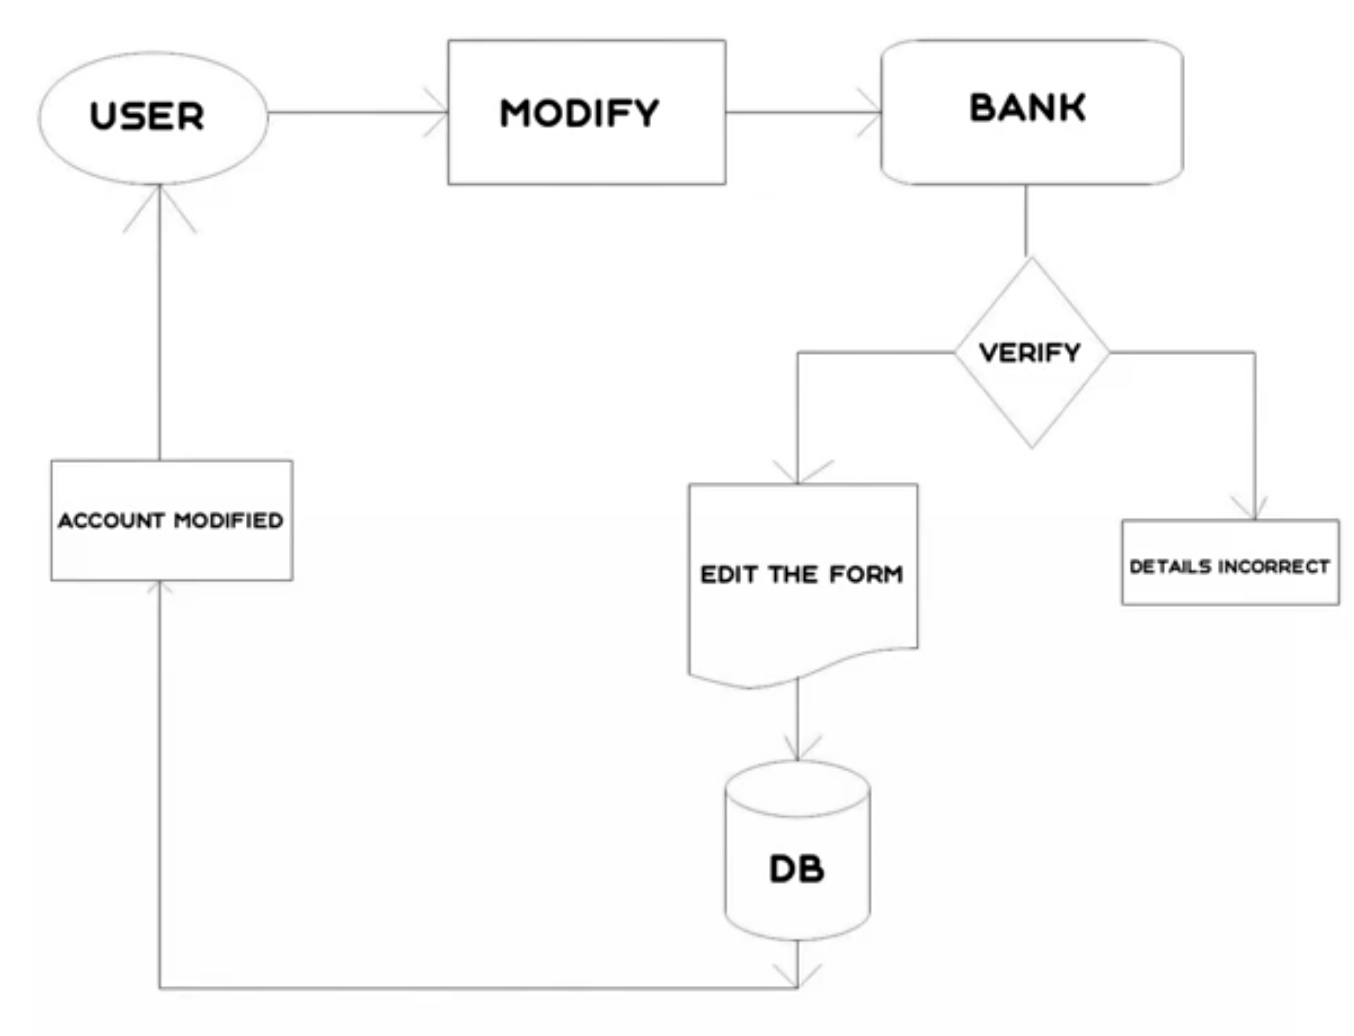 USER
MODIFY
BANK
VERIFY
ACCOUNT MODIFIED
EDIT THE FORM
DETAILS INCORRECT
DB